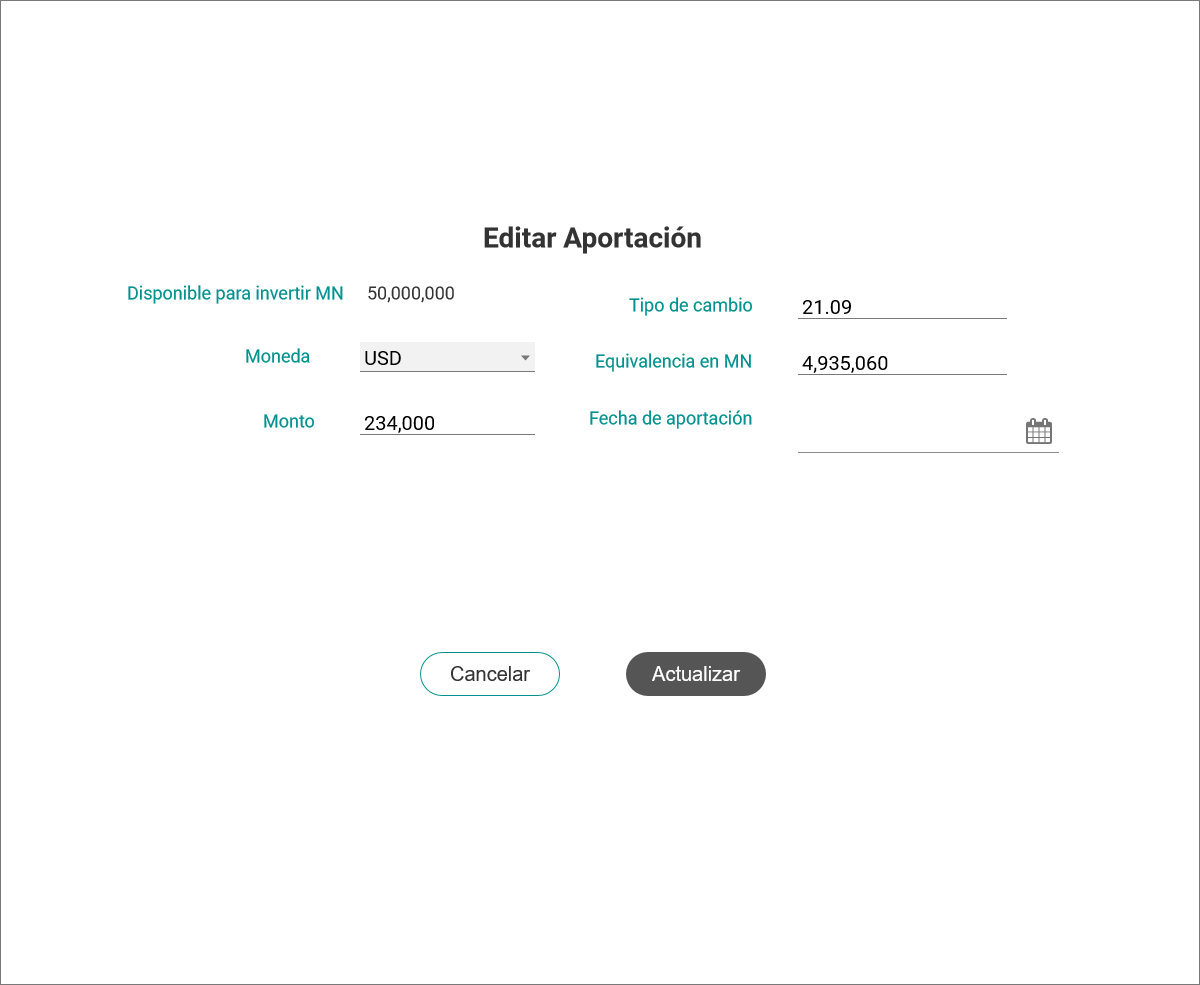 Editar Aportación
Disponible para invertir MN 50,000,000
Moneda USD
Monto 234,000
Tipo de cambio 21.09
Equivalencia en MN 4,935,060
Fecha de aportación
Cancelar
Actualizar